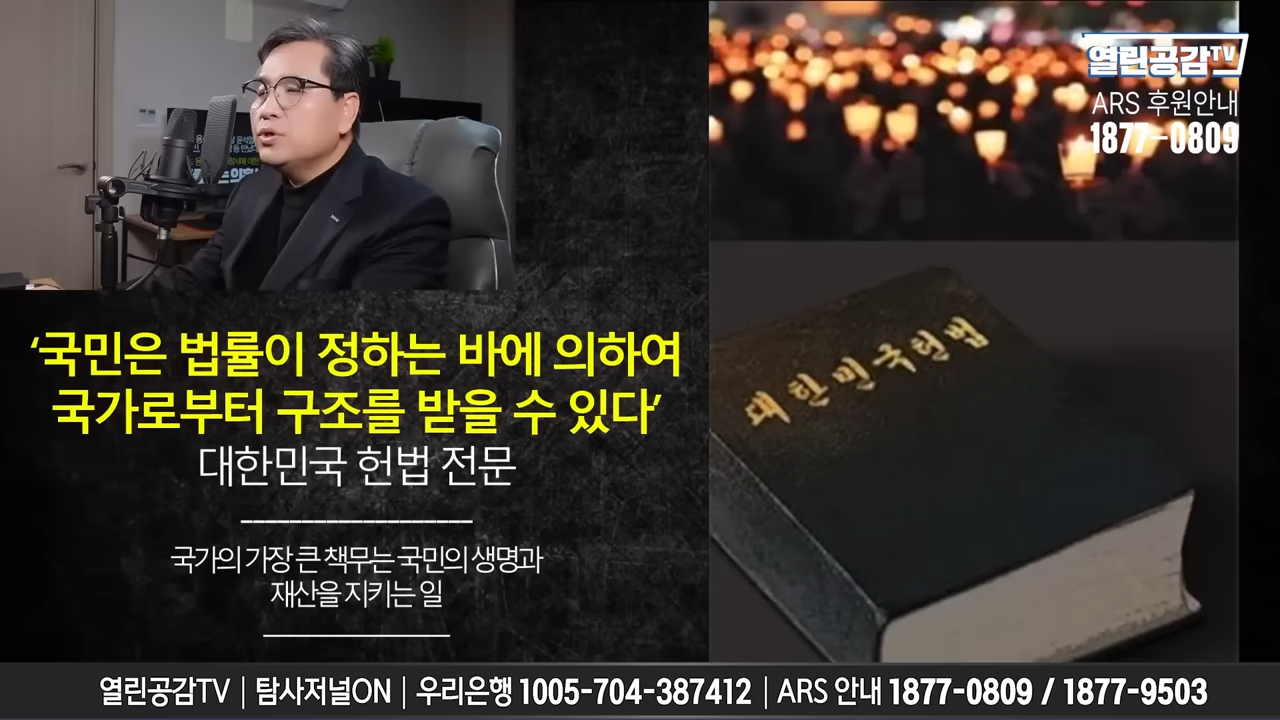 열린공감TV
ARS 후원안내
1877-0809
‘국민은 법률이 정하는 바에 의하여
국가로부터 구조를 받을 수 있다’
대한민국 헌법 전문
국가의 가장 큰 책무는 국민의 생명과
재산을 지키는 일
대한민국헌법
열린공감TV | 탐사저널ON | 우리은행 1005-704-387412 | ARS 안내 1877-0809 / 1877-9503